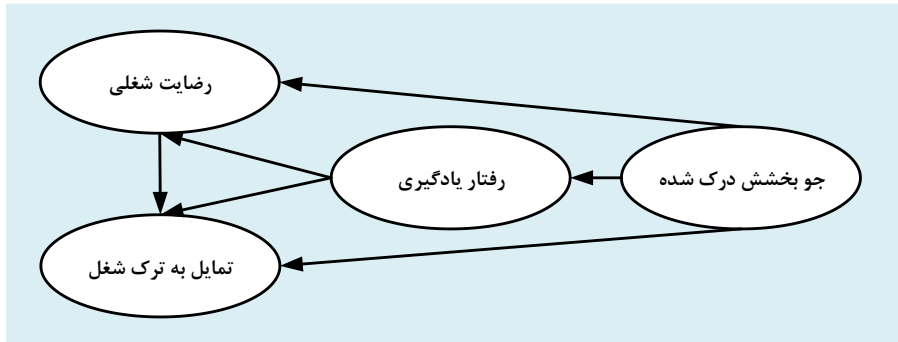 رضایت شغلی
جو بخشش درک شده
رفتار یادگیری
تمایل به ترک شغل